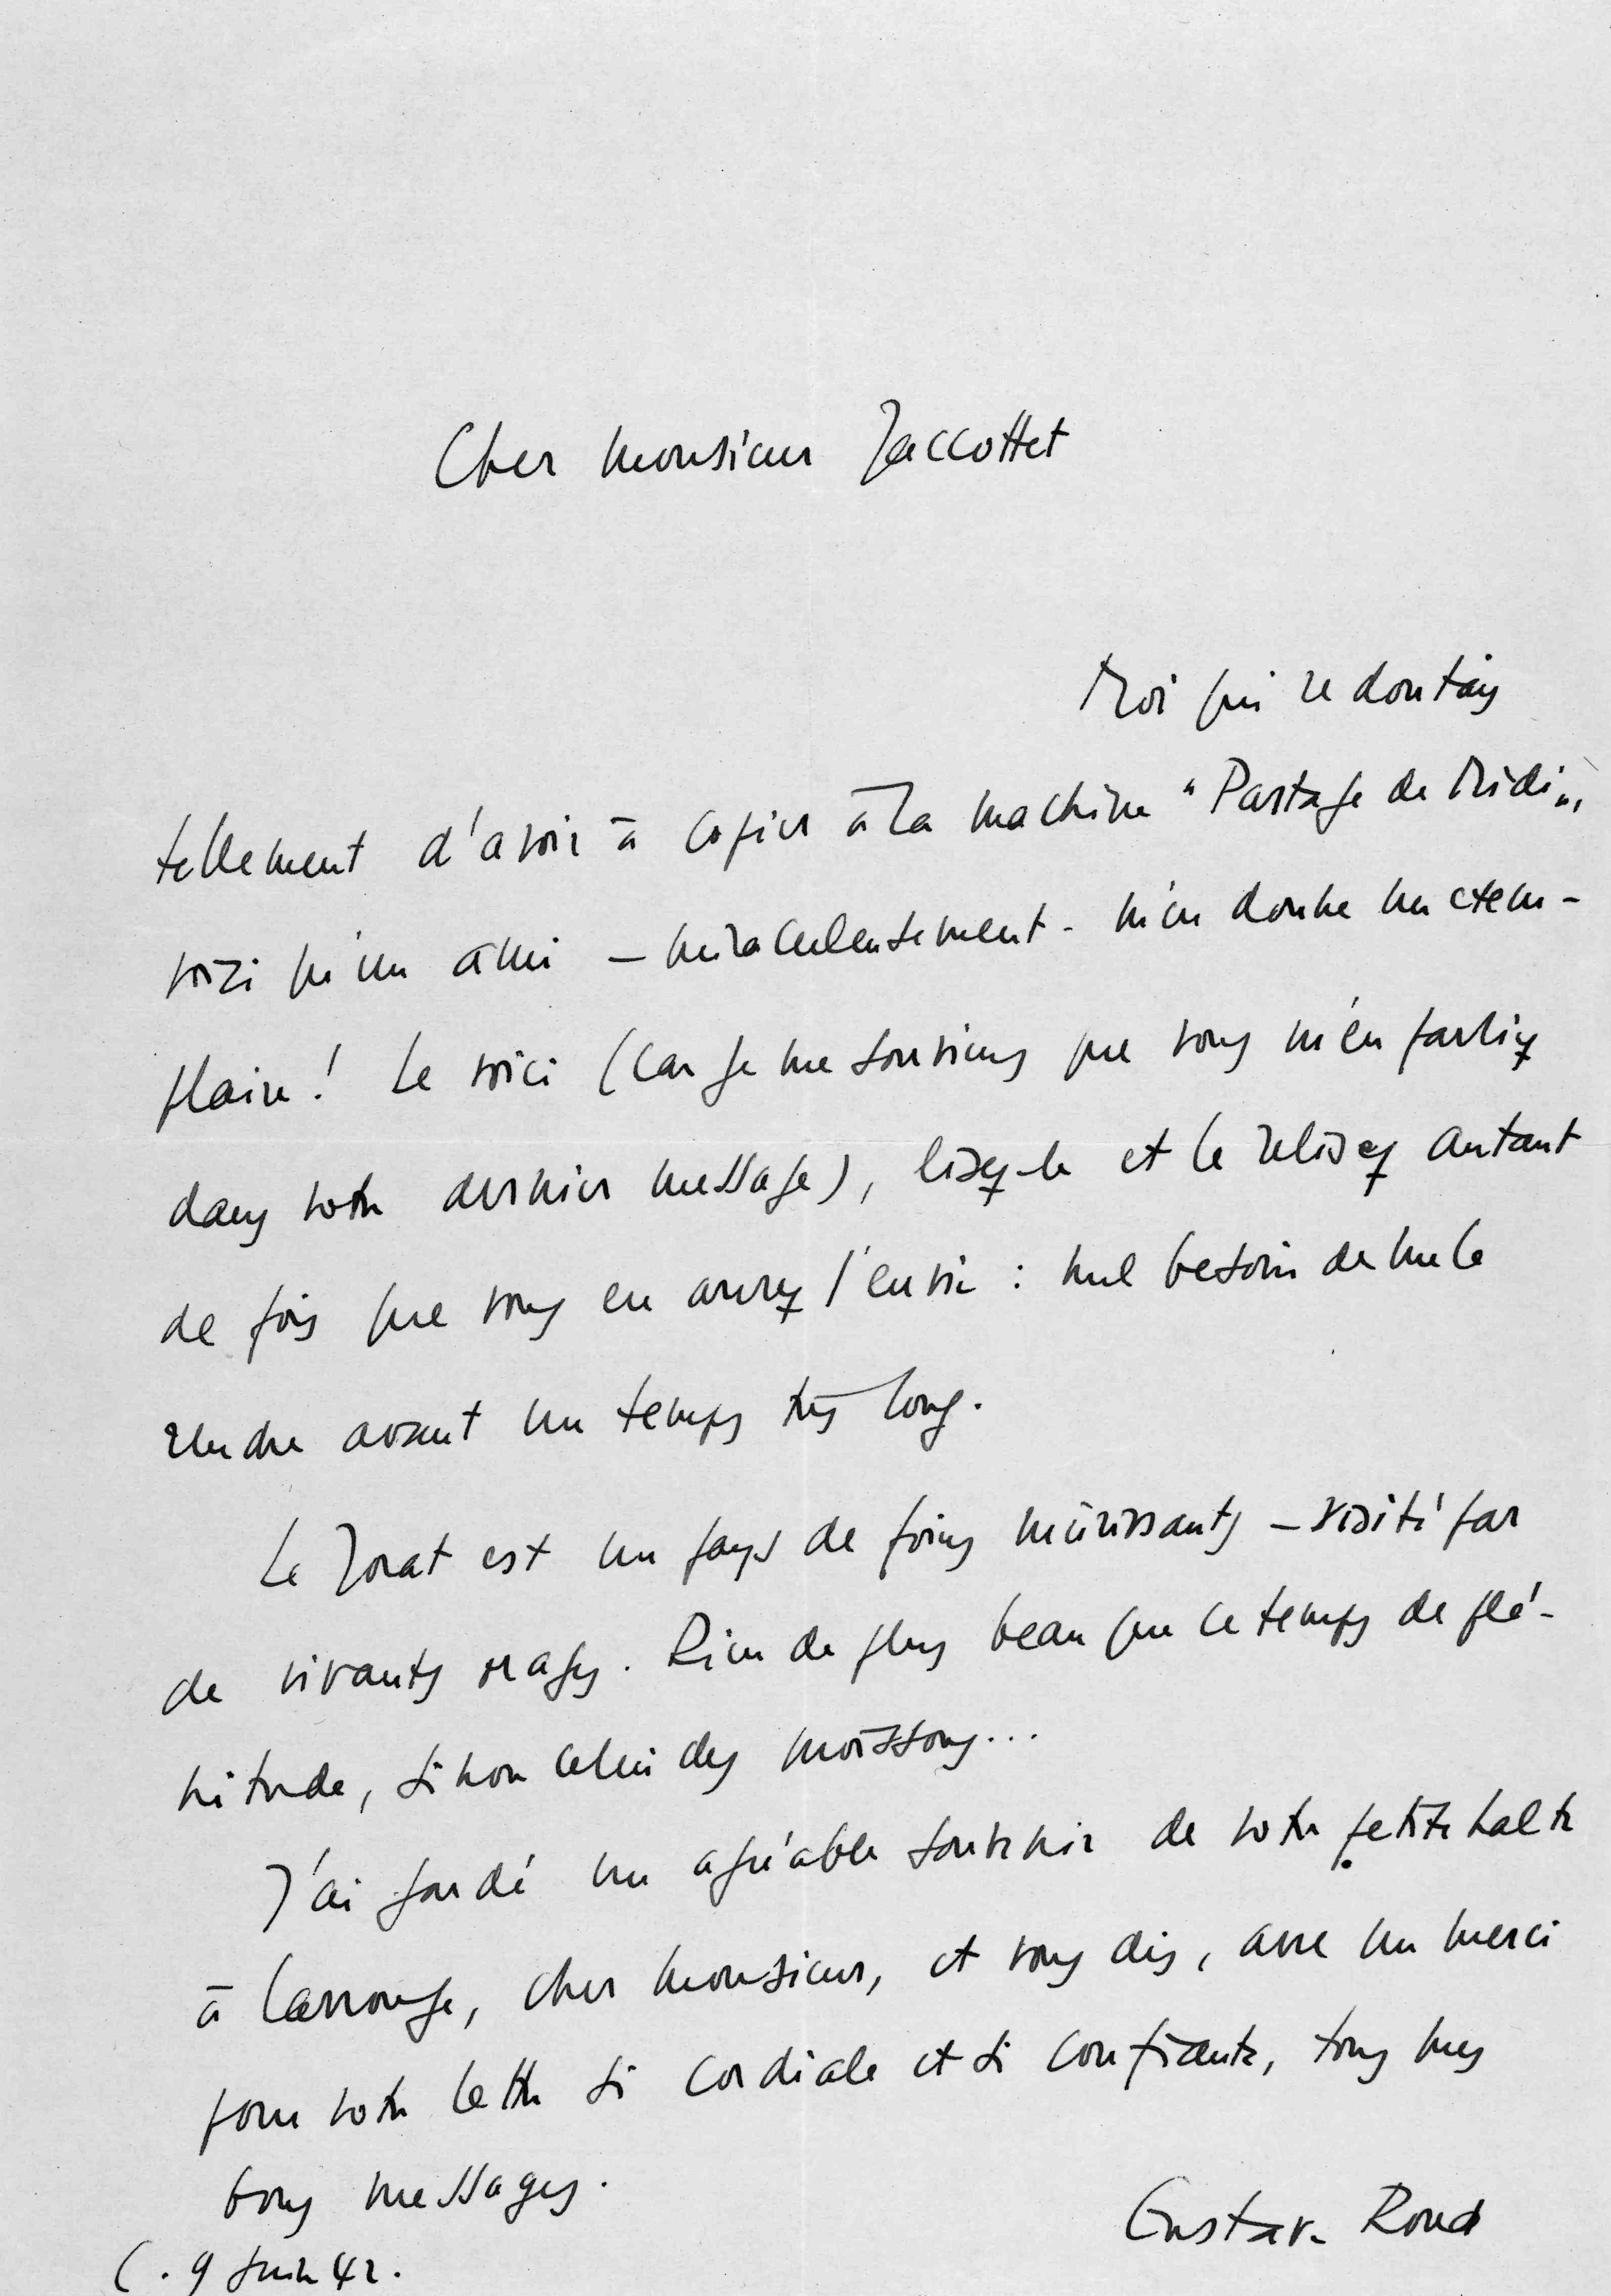 Cher Monsieur Jaccottet
Moi qui redoutais
tellement d'avoir à copier à la machine "Partage de Midi",
voici qu'un ami – miraculeusement – m'en donne un exem-
plaire! Le voici (car je me souviens que vous m'en parliez
dans votre dernier message), lisez-le et le relisez autant
de fois que vous en aurez l'envie : nul besoin de me le
rendre avant un temps très long.
Le Jorat est un pays de foins mûrissants – visité par
de vivants orages. Rien de plus beau que ce temps de plé-
nitude, sinon celui des moissons...
J'ai gardé un agréable souvenir de votre petite halte
à Carrouge, cher Monsieur, et vous dis, avec un merci
pour votre lettre si cordiale et si confiante, tous mes
bons messages.
Gustave Roud
C. 9 juin 42.